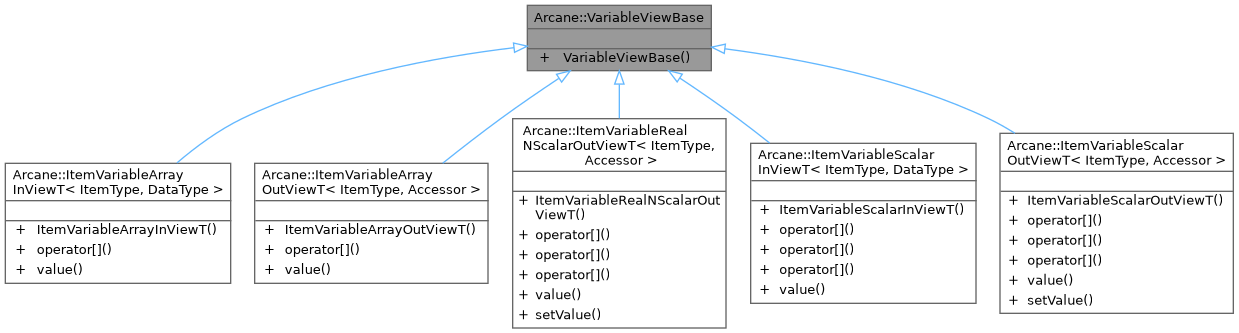 Arcane::VariableViewBase
+ VariableViewBase()
Arcane::ItemVariableArray
InViewT< ItemType, DataType >
+ ItemVariableArrayInViewT()
+ operator[]()
+ value()
Arcane::ItemVariableArray
OutViewT< ItemType, Accessor >
+ ItemVariableArrayOutViewT()
+ operator[]()
+ value()
Arcane::ItemVariableReal
NScalarOutViewT< ItemType,
Accessor >
+ ItemVariableRealNScalarOut
ViewT()
+ operator[]()
+ operator[]()
+ operator[]()
+ value()
+ setValue()
Arcane::ItemVariableScalar
InViewT< ItemType, DataType >
+ ItemVariableScalarInViewT()
+ operator[]()
+ operator[]()
+ operator[]()
+ value()
Arcane::ItemVariableScalar
OutViewT< ItemType, Accessor >
+ ItemVariableScalarOutViewT()
+ operator[]()
+ operator[]()
+ operator[]()
+ value()
+ setValue()